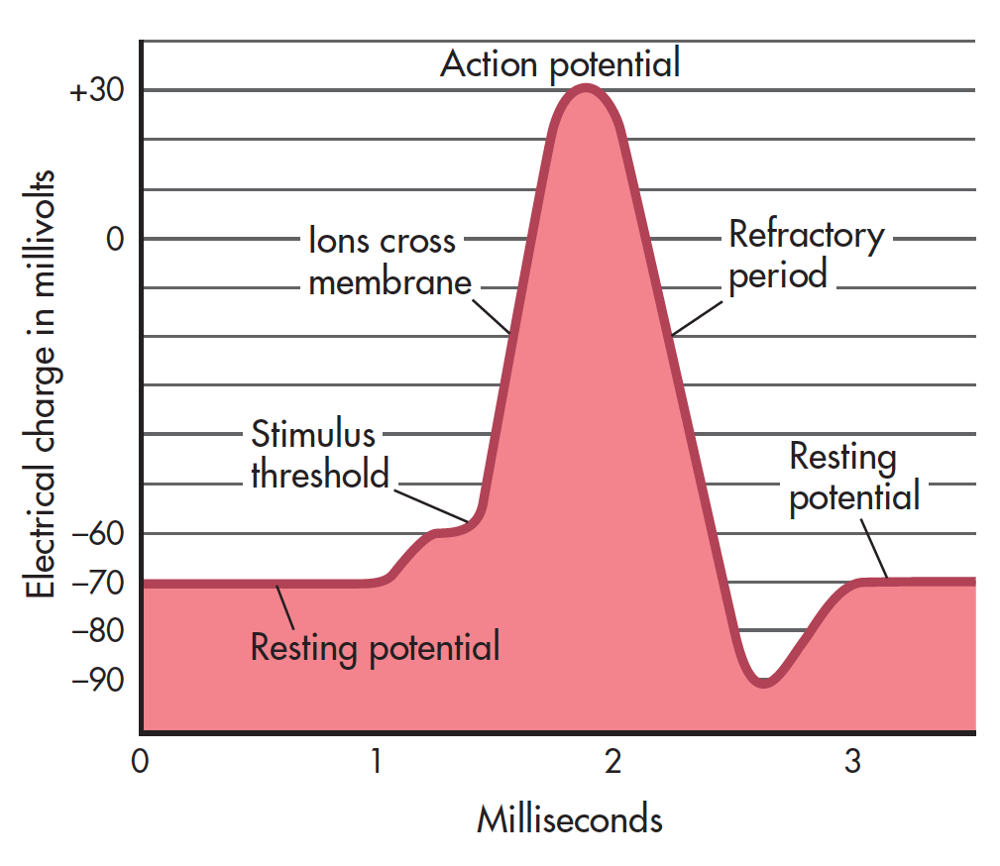 Action potential
+30
Ions cross
membrane
0
Refractory
period
Electrical charge in millivolts
Stimulus
threshold
Resting
potential
–60
–70
–80
–90
Resting potential
0 1 2 3
Milliseconds